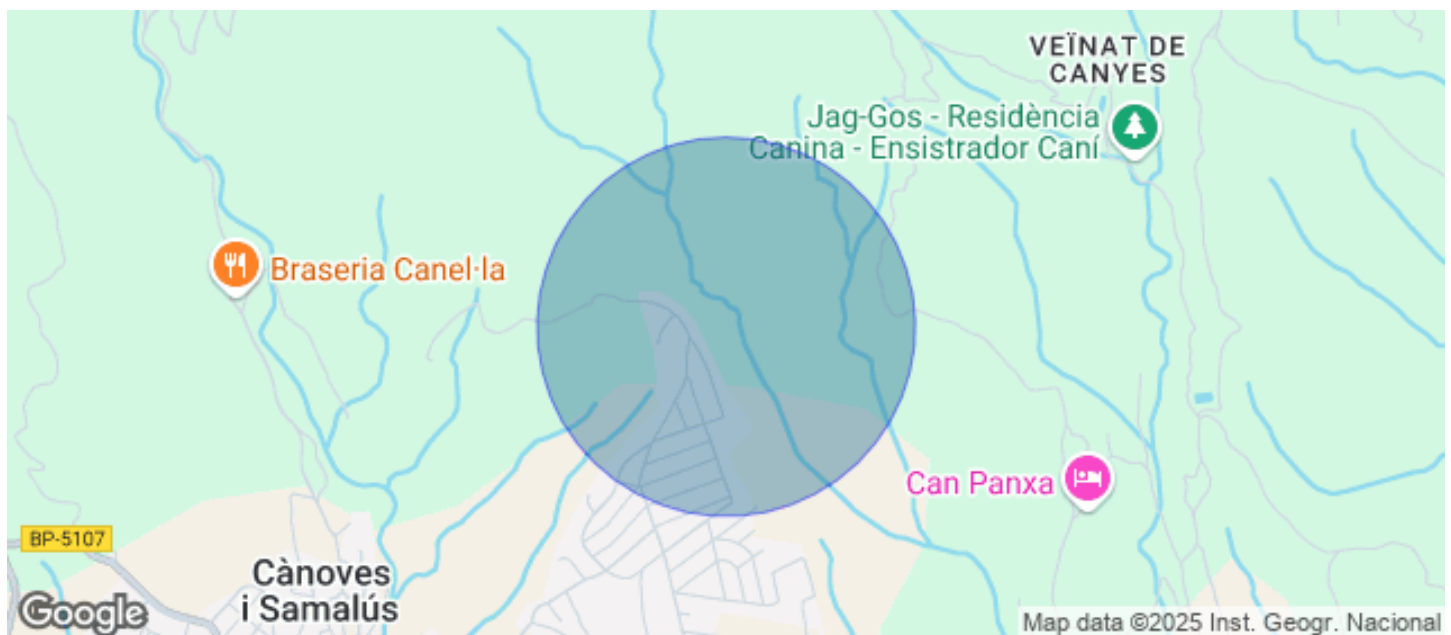 VEÏNAT DE
CANYES
Jag-Gos - Residència
Canina - Ensistrador Caní
Braseria Canel·la
Can Panxa
BP-5107
Cànoves
i Samalús
Google
Map data ©2025 Inst. Geogr. Nacional